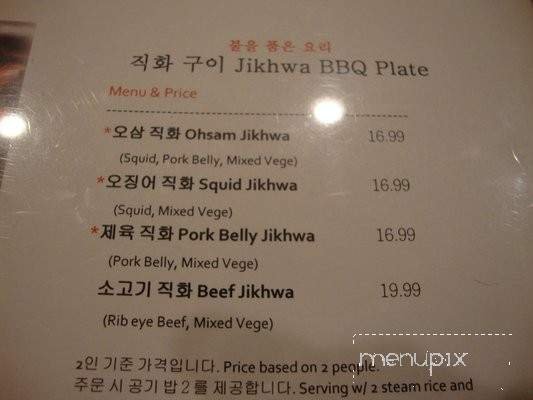 불을 품은 요리
직화 구이 Jikhwa BBQ Plate
Menu & Price
*오삼 직화 Ohsam Jikhwa 16.99
(Squid, Pork Belly, Mixed Vege)
*오징어 직화 Squid Jikhwa 16.99
(Squid, Mixed Vege)
*제육 직화 Pork Belly Jikhwa 16.99
(Pork Belly, Mixed Vege)
소고기 직화 Beef Jikhwa 19.99
(Rib eye Beef, Mixed Vege)
2인 기준 가격입니다. Price based on 2 people.
주문 시 공기 밥 2를 제공합니다. Serving w/ 2 steam rice and
menupix